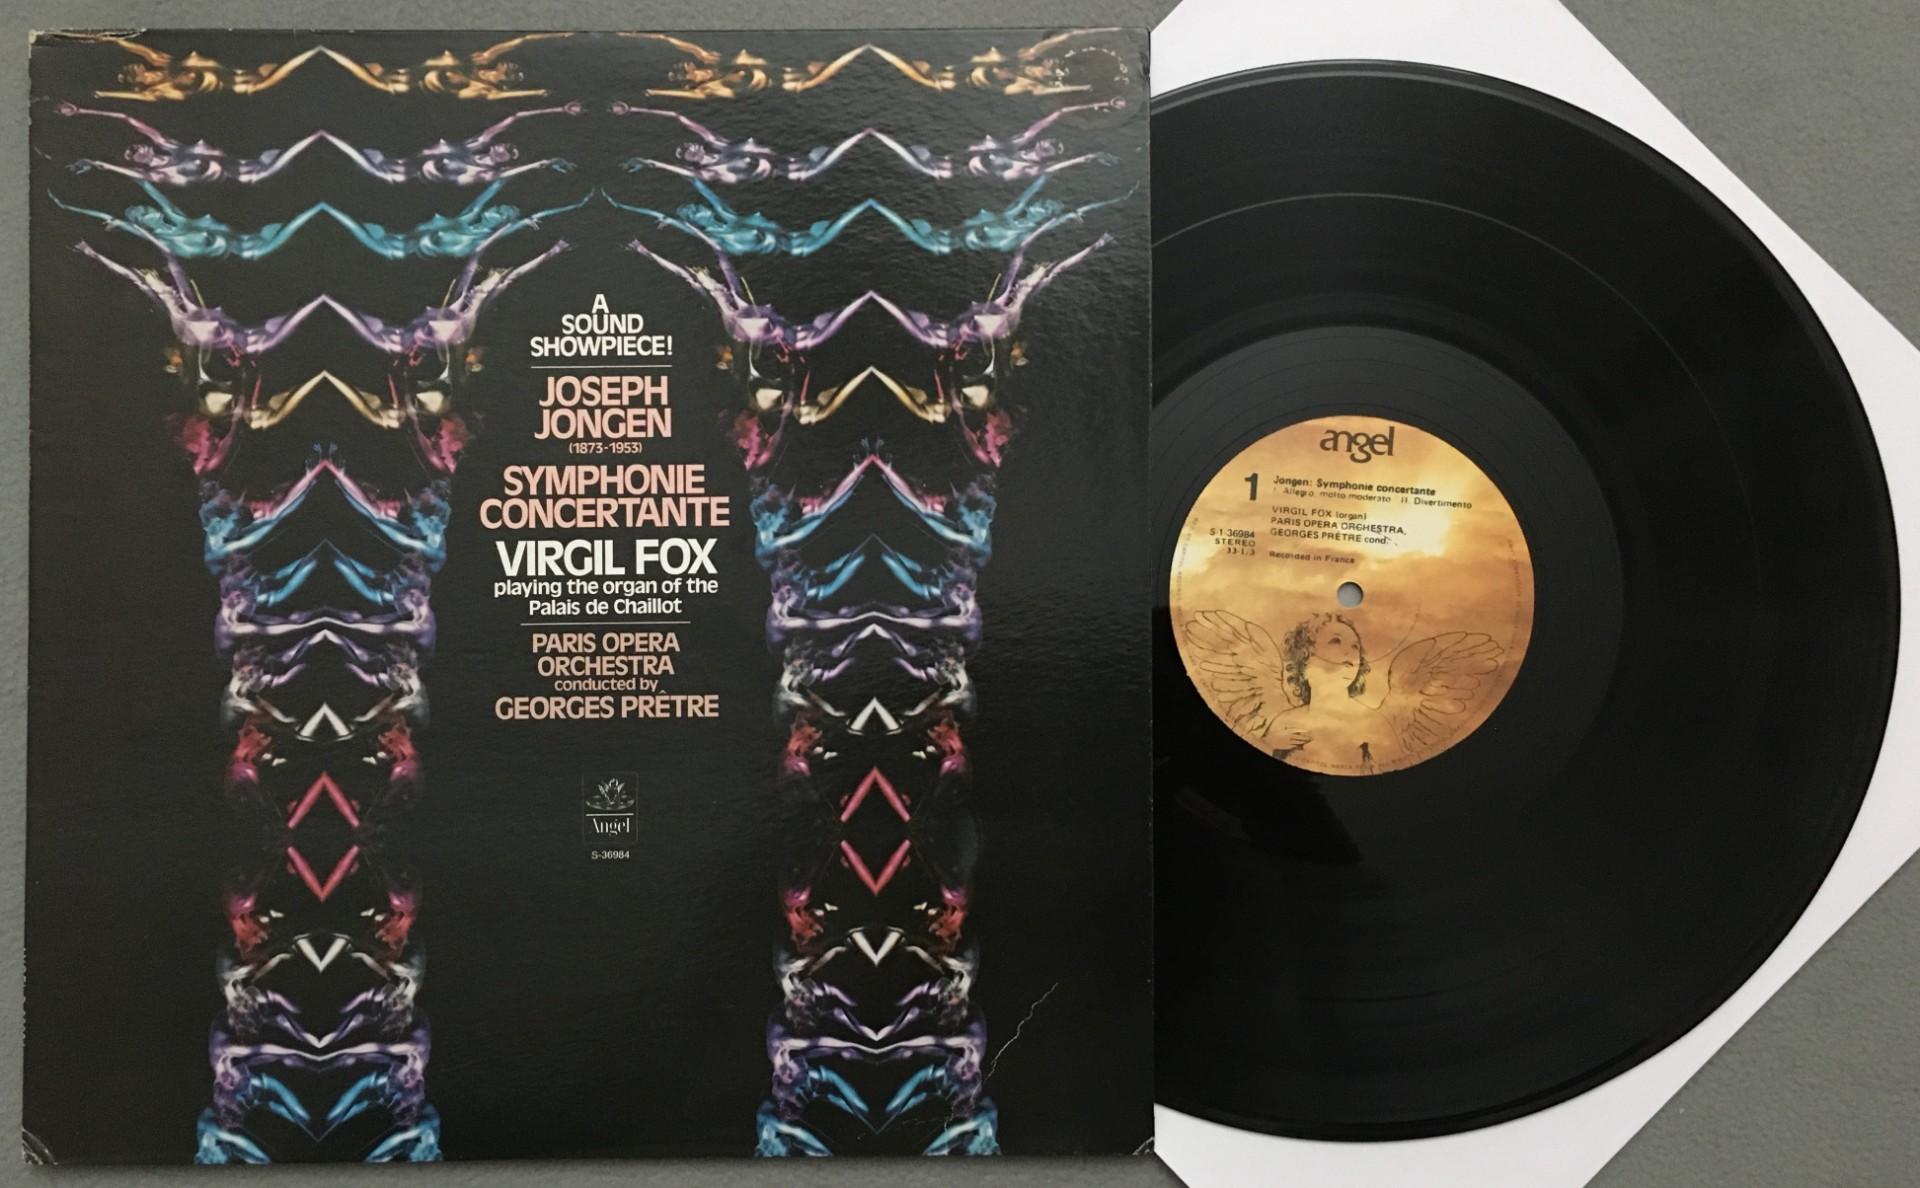 A
SOUND
SHOWPIECE!
JOSEPH
JONGEN
(1873-1953)
SYMPHONIE
CONCERTANTE
VIRGIL FOX
playing the organ of the
Palais de Chaillot
PARIS OPERA
ORCHESTRA
conducted by
GEORGES PRÊTRE
Angel
S-36984
angel
1
Jongen: Symphonie concertante
I. Allegro, molto moderato II. Divertimento
VIRGIL FOX (organ)
PARIS OPERA ORCHESTRA,
GEORGES PRÊTRE cond.
S-1-36984
STEREO
33-1/3
Recorded in France